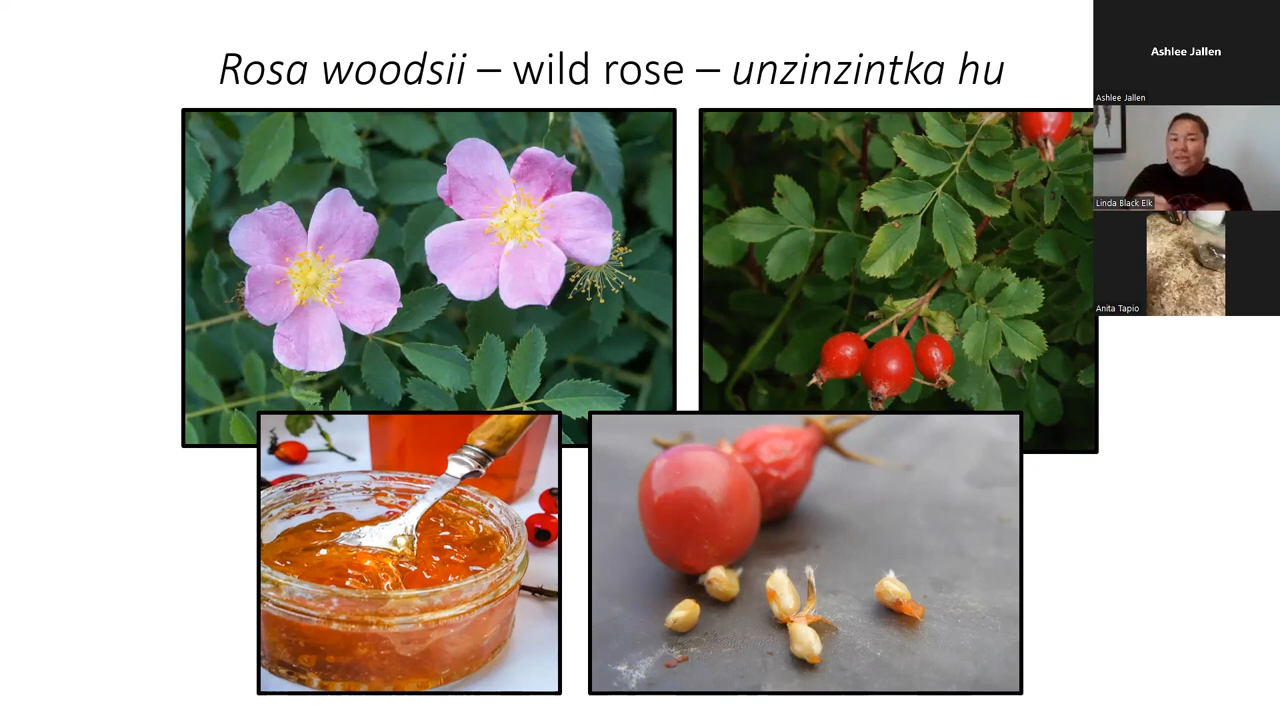 Rosa woodsii – wild rose – unzinzintka hu
Ashlee Jallen
Ashlee Jallen
Linda Black Elk
Anita Tapio